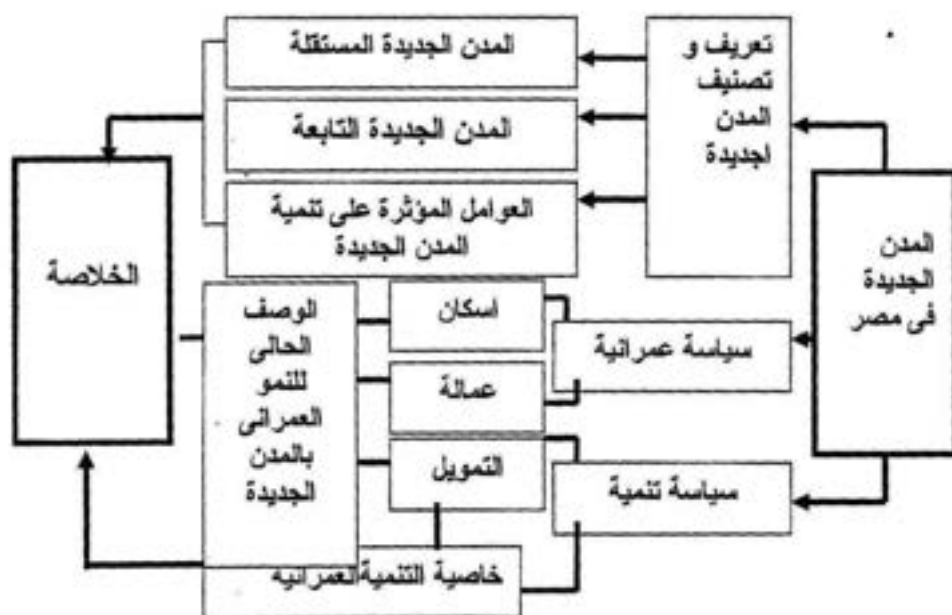 المدن
الجديدة
فى مصر
تعريف و
تصنيف
المدن
اجديدة
المدن الجديدة المستقلة
المدن الجديدة التابعة
العوامل المؤثرة على تنمية
المدن الجديدة
سياسة عمرانية
سياسة تنمية
اسكان
عمالة
التمويل
خاصية التنمية العمرانيه
الوصف
الحالى
للنمو
العمرانى
بالمدن
الجديدة
الخلاصة